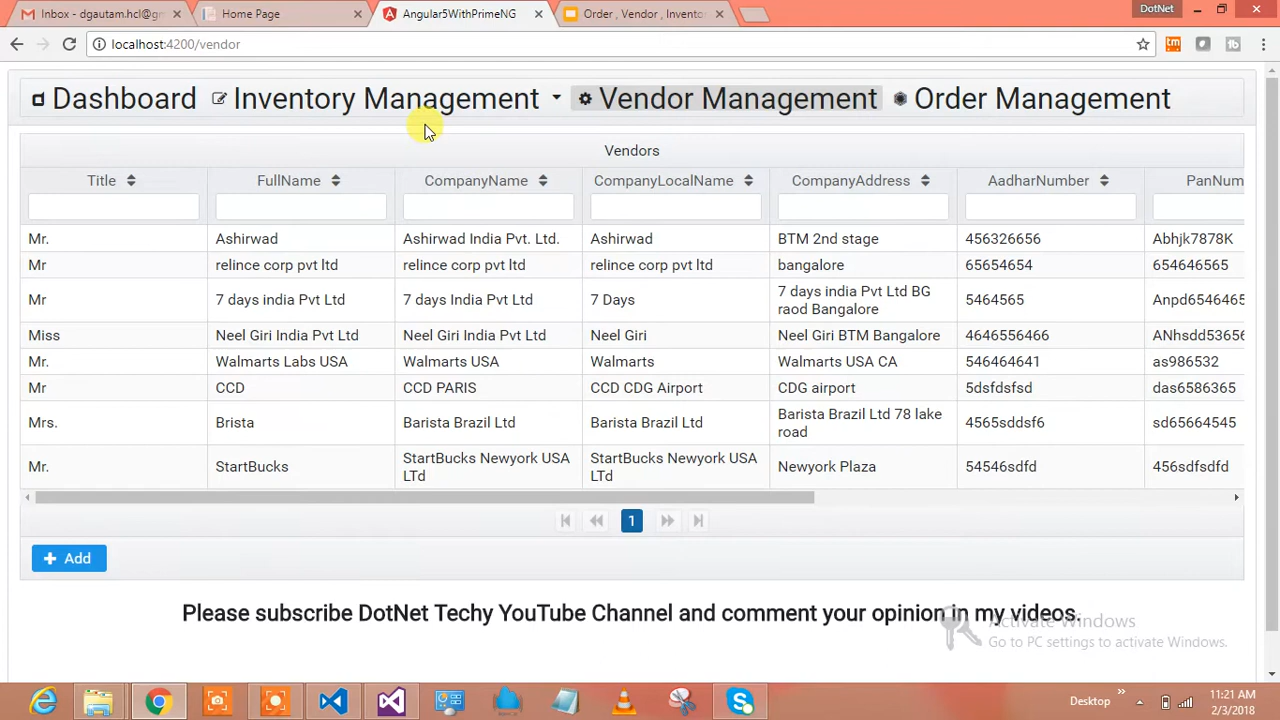 Inbox - dgautam.hcl@gm
Home Page
Angular5WithPrimeNG
Order , Vendor , Invento
DotNet
localhost:4200/vendor
Dashboard Inventory Management Vendor Management Order Management
Vendors
Title FullName CompanyName CompanyLocalName CompanyAddress AadharNumber PanNum
Mr. Ashirwad Ashirwad India Pvt. Ltd. Ashirwad BTM 2nd stage 456326656 Abhjk7878K
Mr relince corp pvt ltd relince corp pvt ltd relince corp pvt ltd bangalore 65654654 654646565
Mr 7 days india Pvt Ltd 7 days India Pvt Ltd 7 Days 7 days india Pvt Ltd BG raod Bangalore 5464565 Anpd6546465
Miss Neel Giri India Pvt Ltd Neel Giri India Pvt Ltd Neel Giri Neel Giri BTM Bangalore 4646556466 ANhsdd53656
Mr. Walmarts Labs USA Walmarts USA Walmarts Walmarts USA CA 546464641 as986532
Mr CCD CCD PARIS CCD CDG Airport CDG airport 5dsfdsfsd das6586365
Mrs. Brista Barista Brazil Ltd Barista Brazil Ltd Barista Brazil Ltd 78 lake road 4565sddsf6 sd65664545
Mr. StartBucks StartBucks Newyork USA LTd StartBucks Newyork USA LTd Newyork Plaza 54546sdfd 456sdfsdfd
1
Add
Please subscribe DotNet Techy YouTube Channel and comment your opinion in my videos.
Activate Windows
Go to PC settings to activate Windows.
Desktop
11:21 AM
2/3/2018